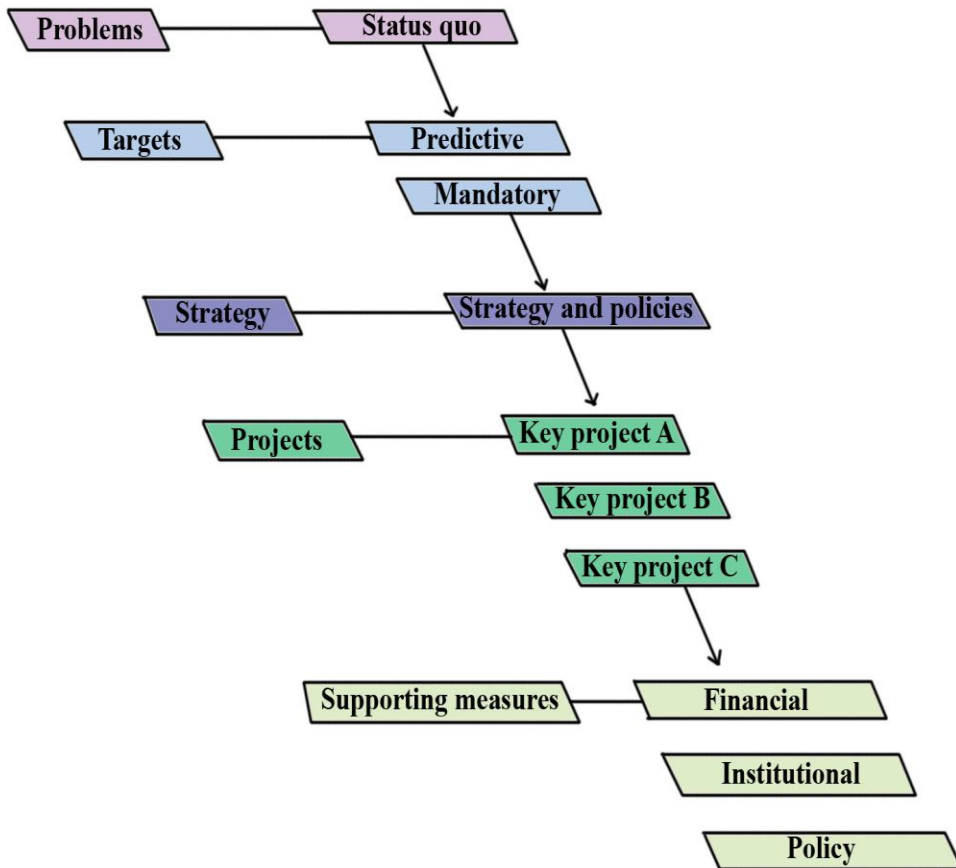 Problems
Status quo
Targets
Predictive
Mandatory
Strategy
Strategy and policies
Projects
Key project A
Key project B
Key project C
Supporting measures
Financial
Institutional
Policy